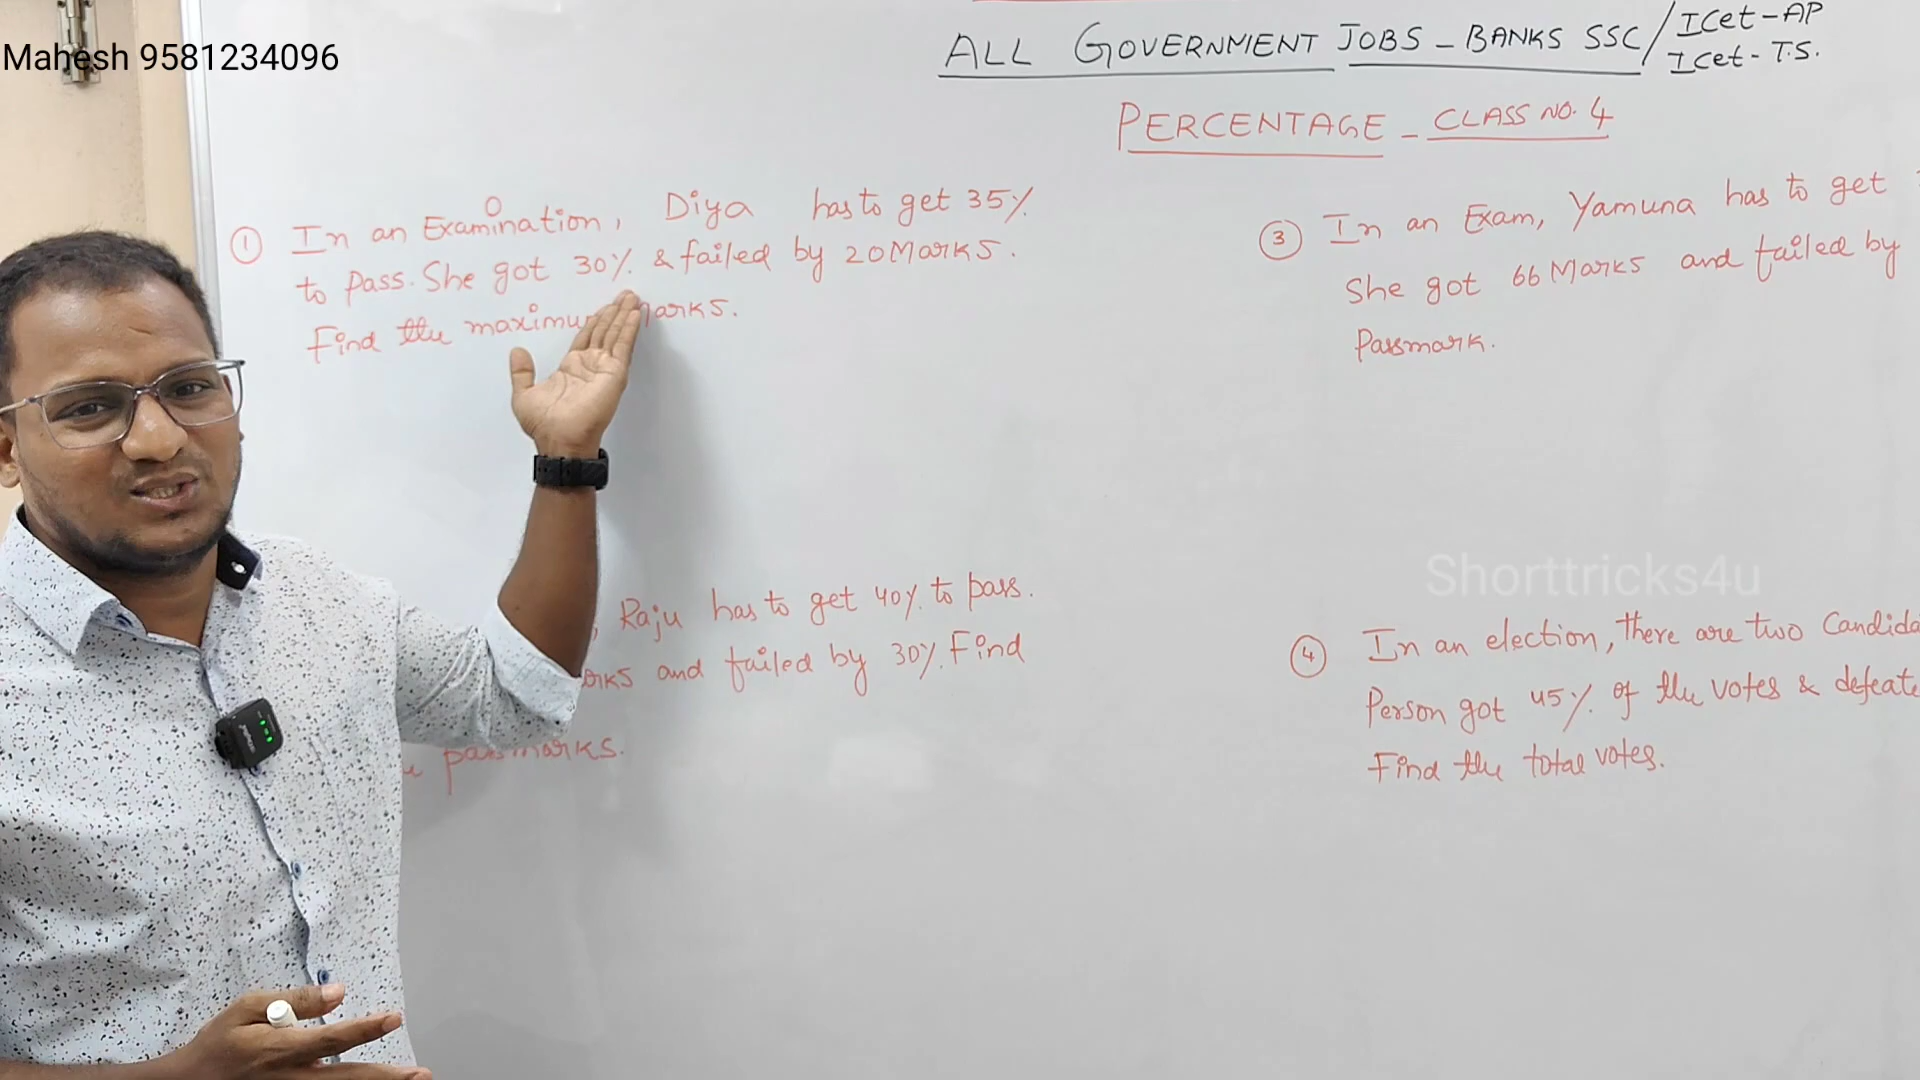 Mahesh 9581234096
ALL GOVERNMENT JOBS - BANKS SSC/ICet-AP
ICet-T.S.
PERCENTAGE - CLASS NO. 4
① In an Examination, Diya has to get 35%
to pass. She got 30% & failed by 20 Marks.
Find the maximum marks.
Raju has to get 40% to pass.
and failed by 30%. Find
passmarks.
③ In an Exam, Yamuna has to get
She got 66 Marks and failed by
Passmark.
Shorttricks4u
④ In an election, there are two
Person got 45% of the votes &
Find the total votes.